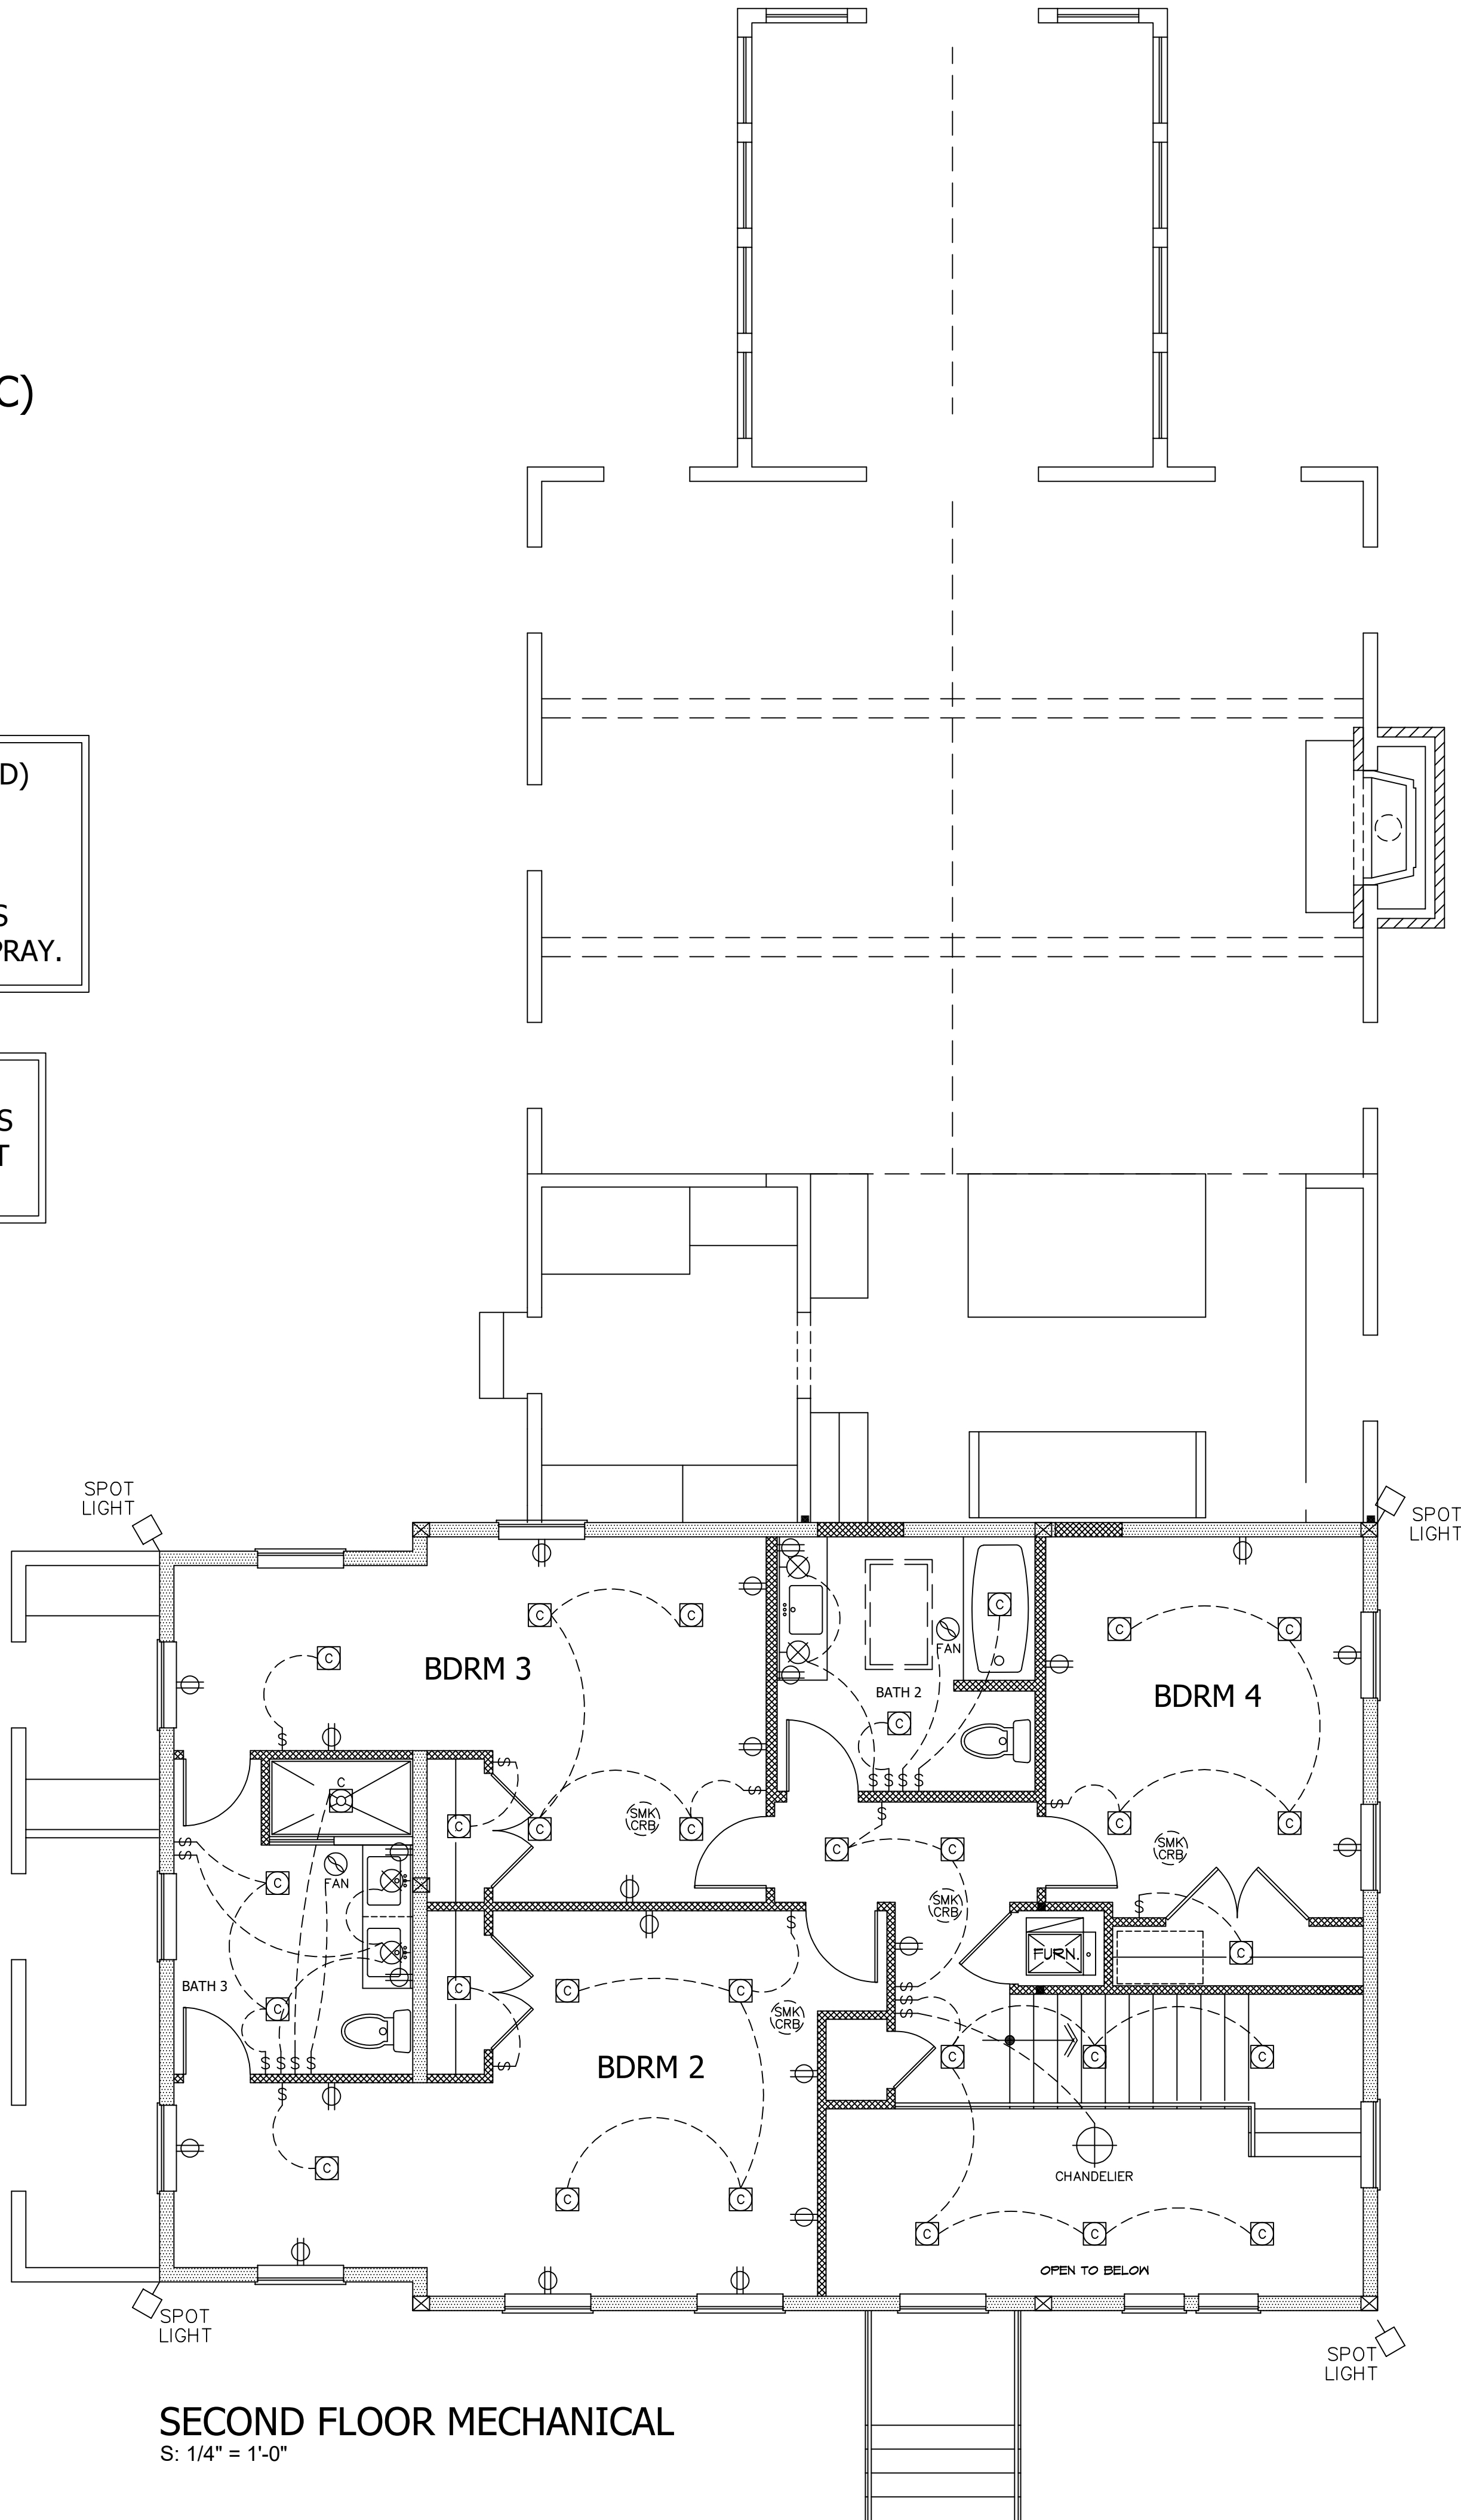 C)
D)
S
PRAY.
S
T
SPOT
LIGHT
SPOT
LIGHT
C
C
C
C
FAN
C
C
BDRM 3
BATH 2
BDRM 4
C
S
S
S
C
SMK
CRB
C
S
S S S S
S
C
C
S
C
C
SMK
CRB
C
S
S
C
FAN
C
C
SMK
CRB
S
S
FURN.
C
BATH 3
C
C
C
C
SMK
CRB
S
S
S
S S S S
S
S
BDRM 2
C
C
C
C
CHANDELIER
C
C
C
C
C
OPEN TO BELOW
SPOT
LIGHT
SPOT
LIGHT
SECOND FLOOR MECHANICAL
S: 1/4" = 1'-0"